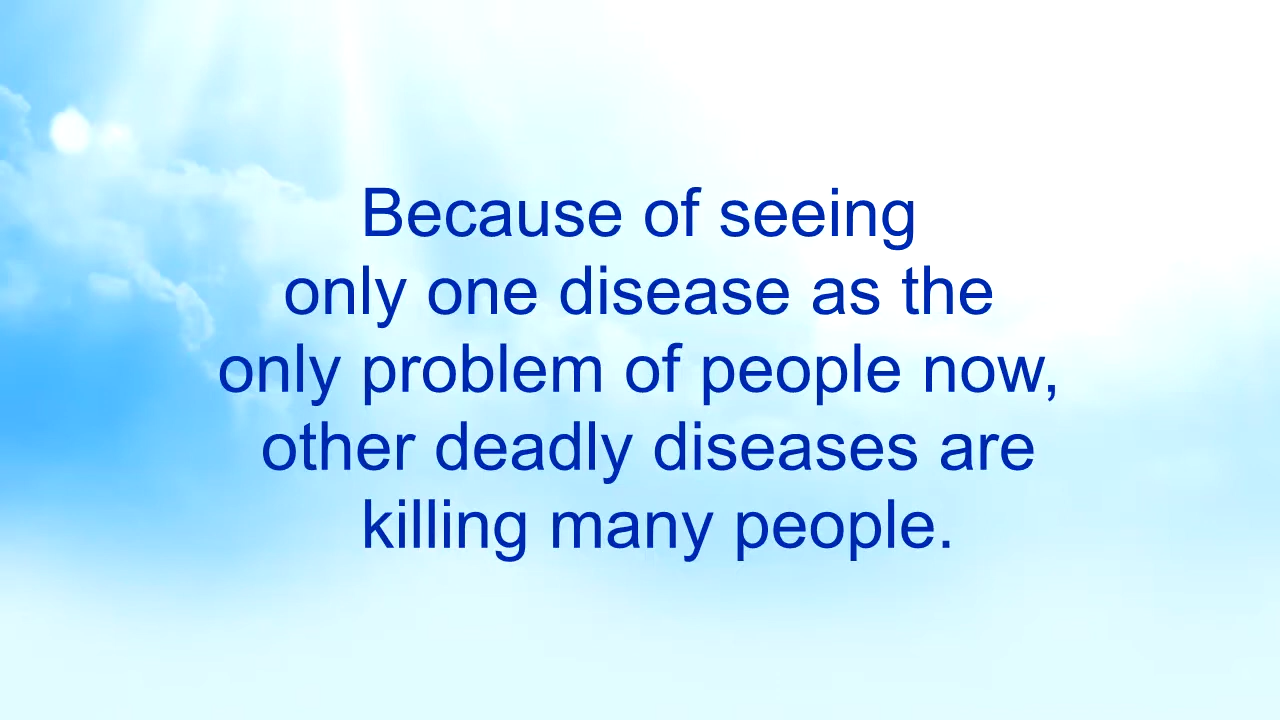 Because of seeing
only one disease as the
only problem of people now,
other deadly diseases are
killing many people.